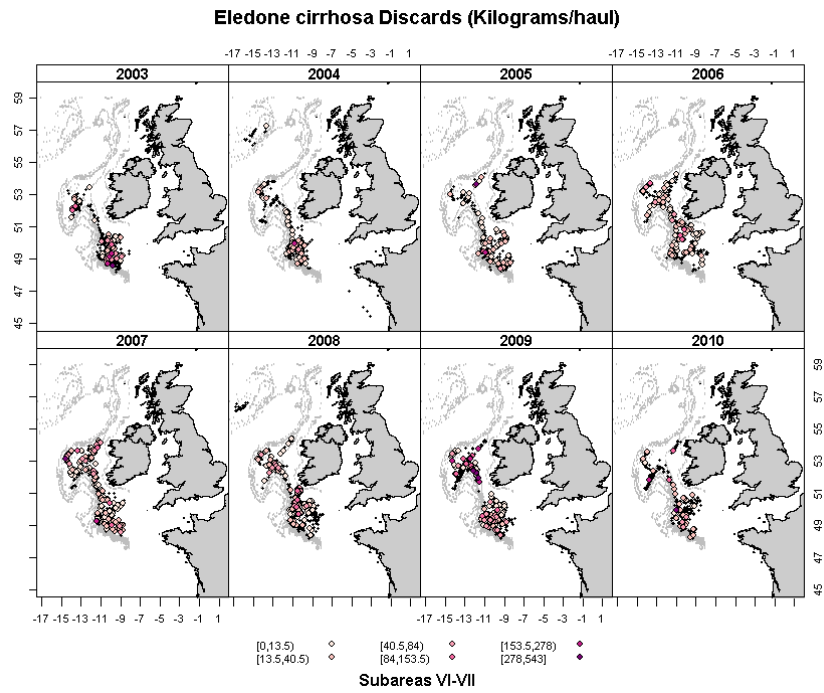 Eledone cirrhosa Discards (Kilograms/haul)
-17 -15 -13 -11 -9 -7 -5 -3 -1 1 -17 -15 -13 -11 -9 -7 -5 -3 -1 1
2003 2004 2005 2006
59
57
55
53
51
49
47
45
2007 2008 2009 2010
59
57
55
53
51
49
47
45
-17 -15 -13 -11 -9 -7 -5 -3 -1 1 -17 -15 -13 -11 -9 -7 -5 -3 -1 1
[0,13.5) [40.5,84) [153.5,278)
[13.5,40.5) [84,153.5) [278,543]
Subareas VI-VII